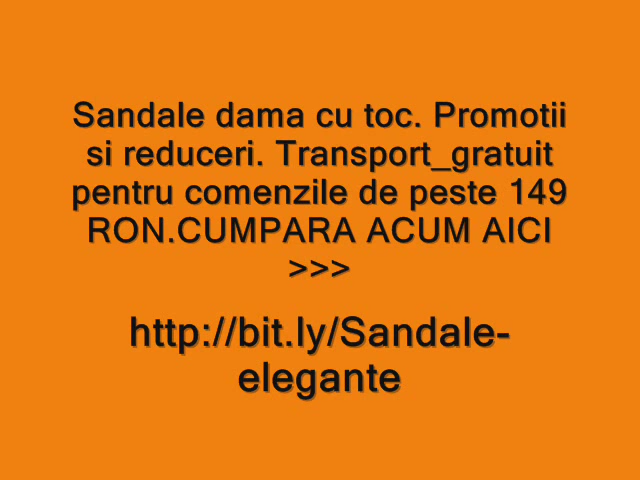 Sandale dama cu toc. Promotii
si reduceri. Transport_gratuit
pentru comenzile de peste 149
RON.CUMPARA ACUM AICI
>>>
http://bit.ly/Sandale-
elegante